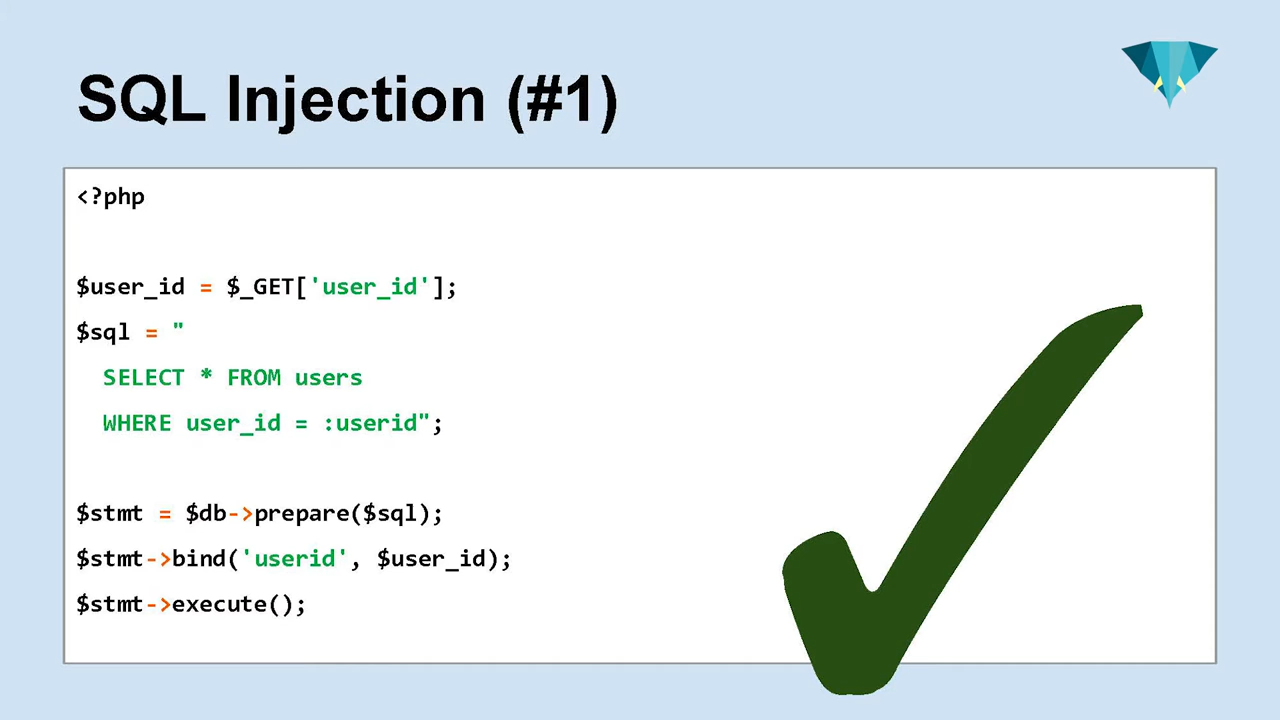 SQL Injection (#1)
<?php
$user_id = $_GET['user_id'];
$sql = "
SELECT * FROM users
WHERE user_id = :userid";
$stmt = $db->prepare($sql);
$stmt->bind('userid', $user_id);
$stmt->execute();